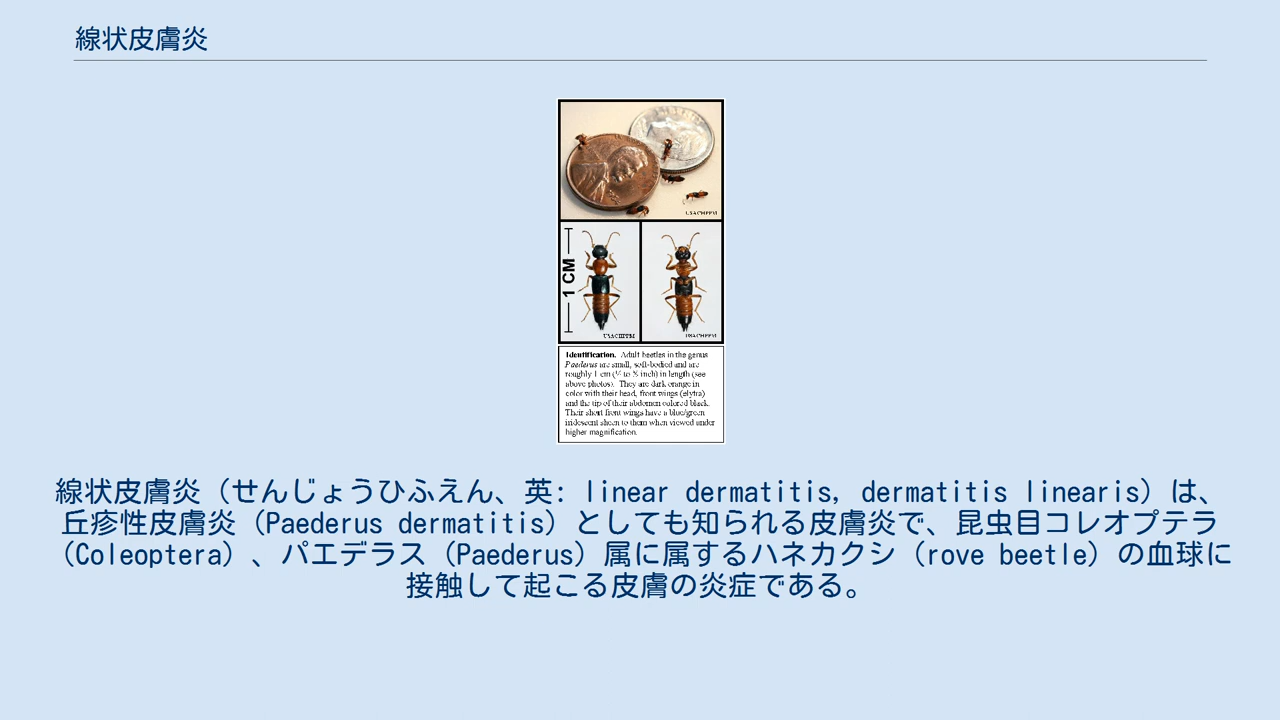 線状皮膚炎
USACHPPM
1 CM
USACHPPM
USACHPPM
Identification. Adult beetles in the genus
Paederus are small, soft-bodied and are
roughly 1 cm (¼ to ½ inch) in length (see
above photos). They are dark orange in
color with their head, front wings (elytra)
and the tip of their abdomen colored black.
Their short front wings have a blue/green
iridescent sheen to them when viewed under
higher magnification.
線状皮膚炎（せんじょうひふえん、英: linear dermatitis, dermatitis linearis）は、
丘疹性皮膚炎（Paederus dermatitis）としても知られる皮膚炎で、昆虫目コレオプテラ
（Coleoptera）、パエデラス（Paederus）属に属するハネカクシ（rove beetle）の血球に
接触して起こる皮膚の炎症である。